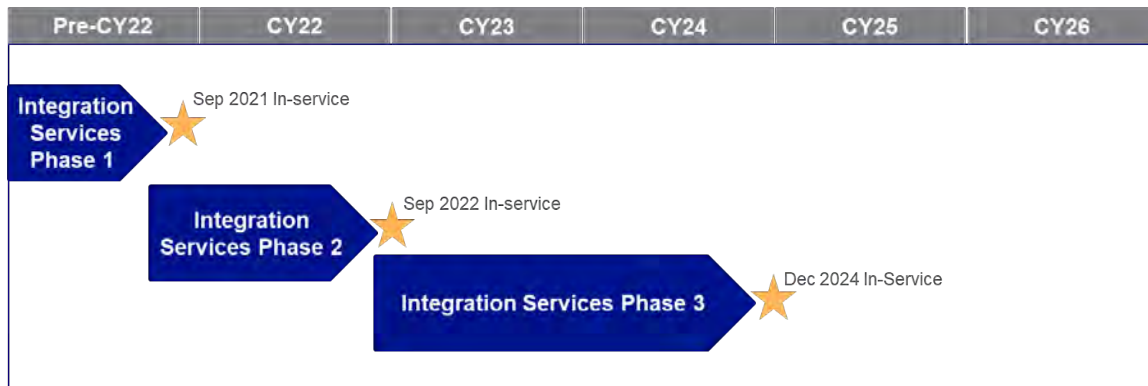 Pre-CY22 CY22 CY23 CY24 CY25 CY26
Integration
Services
Phase 1
Sep 2021 In-service
Integration
Services Phase 2
Sep 2022 In-service
Integration Services Phase 3
Dec 2024 In-Service